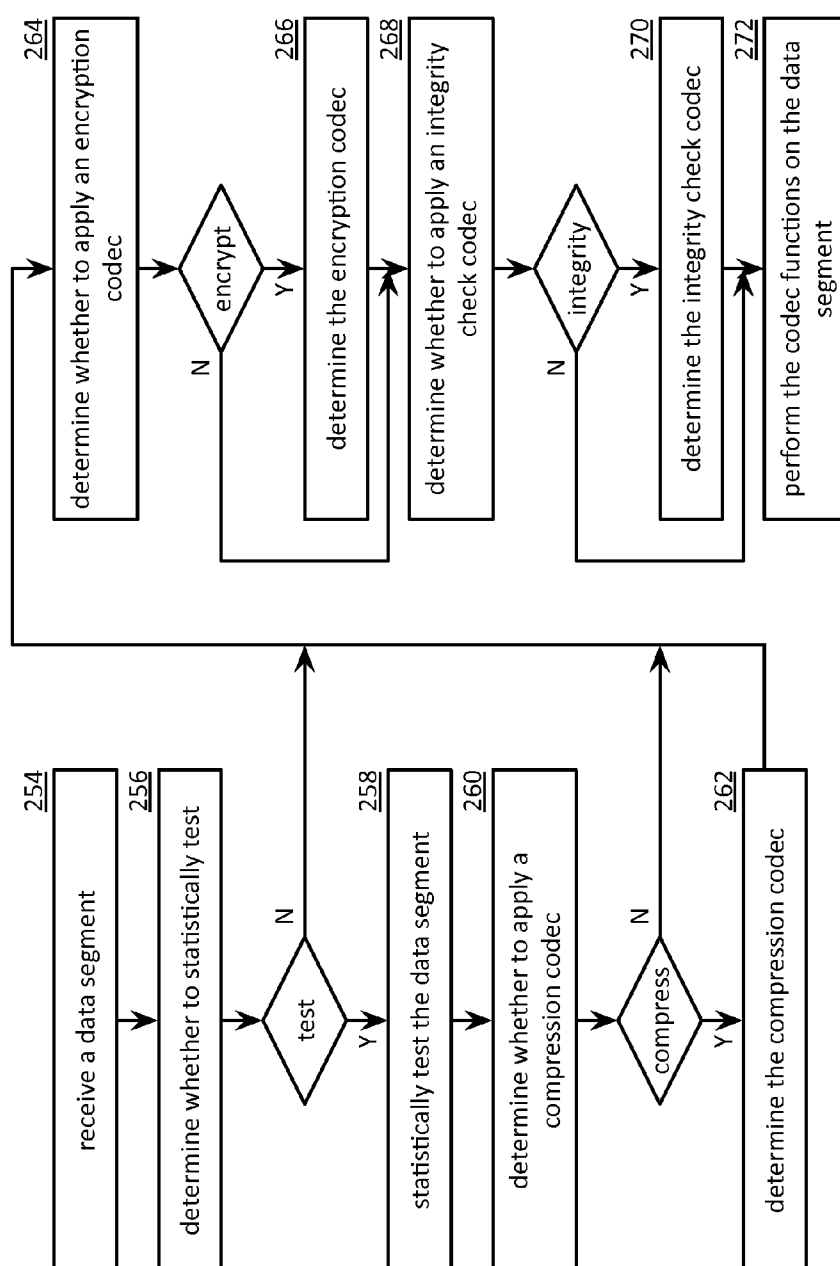 254
receive a data segment
256
determine whether to statistically test
test
N
Y
258
statistically test the data segment
260
determine whether to apply a
compression codec
compress
N
Y
262
determine the compression codec
264
determine whether to apply an encryption
codec
encrypt
N
Y
266
determine the encryption codec
268
determine whether to apply an integrity
check codec
integrity
N
Y
270
determine the integrity check codec
272
perform the codec functions on the data
segment